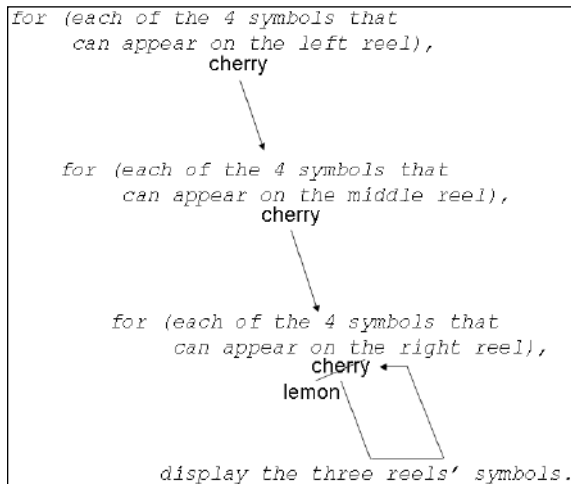 for (each of the 4 symbols that
can appear on the left reel),
cherry
for (each of the 4 symbols that
can appear on the middle reel),
cherry
for (each of the 4 symbols that
can appear on the right reel),
cherry
lemon
display the three reels' symbols.